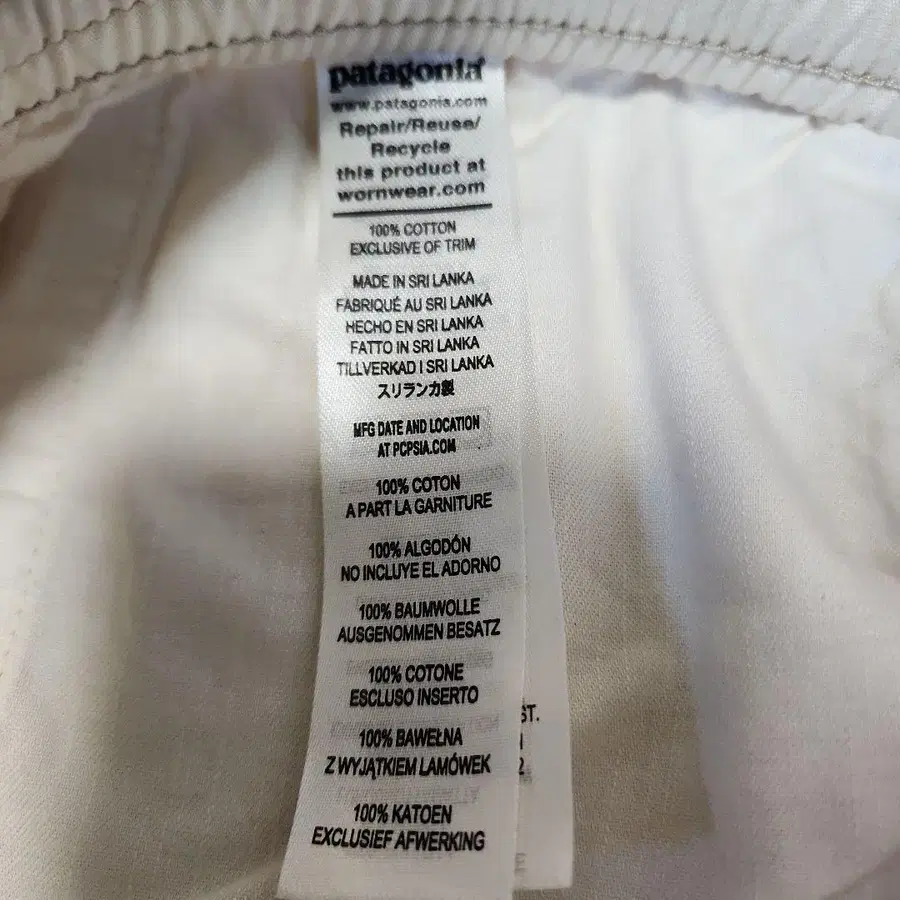 patagonia
www.patagonia.com
Repair/Reuse/
Recycle
this product at
wornwear.com
100% COTTON
EXCLUSIVE OF TRIM
MADE IN SRI LANKA
FABRIQUÉ AU SRI LANKA
HECHO EN SRI LANKA
FATTO IN SRI LANKA
TILLVERKAD I SRI LANKA
スリランカ製
MFG DATE AND LOCATION
AT PCPSIA.COM
100% COTON
A PART LA GARNITURE
100% ALGODÓN
NO INCLUYE EL ADORNO
100% BAUMWOLLE
AUSGENOMMEN BESATZ
100% COTONE
ESCLUSO INSERTO
100% BAWEŁNA
Z WYJĄTKIEM LAMÓWEK
100% KATOEN
EXCLUSIEF AFWERKING